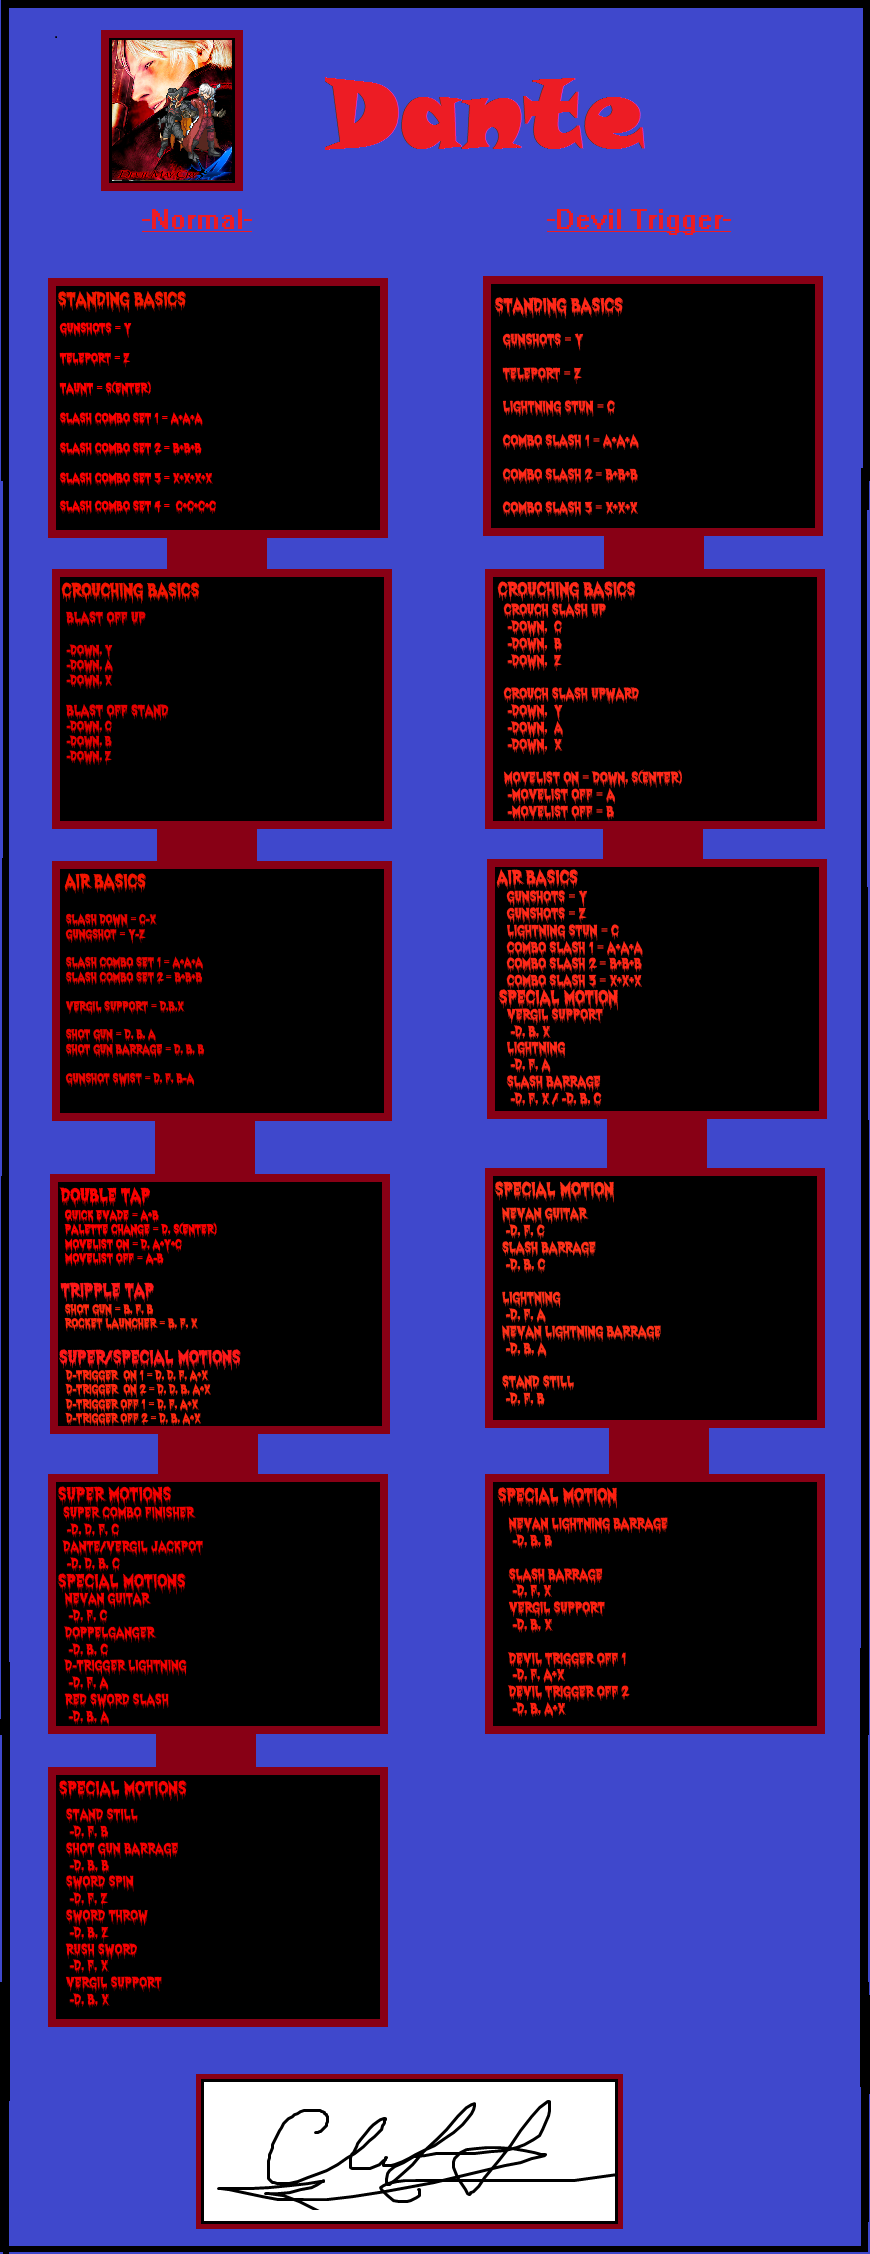 Dante
-Normal-
STANDING BASICS
GUNSHOTS = Y
TELEPORT = Z
TAUNT = S(ENTER)
SLASH COMBO SET 1 = A+A+A
SLASH COMBO SET 2 = B+B+B
SLASH COMBO SET 3 = X+X+X+X
SLASH COMBO SET 4 = C+C+C+C
CROUCHING BASICS
BLAST OFF UP
-DOWN, Y
-DOWN, A
-DOWN, X
BLAST OFF STAND
-DOWN, C
-DOWN, B
-DOWN, Z
AIR BASICS
SLASH DOWN = C-X
GUNGSHOT = Y-Z
SLASH COMBO SET 1 = A+A+A
SLASH COMBO SET 2 = B+B+B
VERGIL SUPPORT = D,B,X
SHOT GUN = D, B, A
SHOT GUN BARRAGE = D, B, B
GUNSHOT SWIST = D, F, B-A
DOUBLE TAP
QUICK EVADE = A+B
PALETTE CHANGE = D, S(ENTER)
MOVELIST ON = D, A+Y+C
MOVELIST OFF = A-B
TRIPPLE TAP
SHOT GUN = B, F, B
ROCKET LAUNCHER = B, F, X
SUPER/SPECIAL MOTIONS
D-TRIGGER ON 1 = D, D, F, A+X
D-TRIGGER ON 2 = D, D, B, A+X
D-TRIGGER OFF 1 = D, F, A+X
D-TRIGGER OFF 2 = D, B, A+X
SUPER MOTIONS
SUPER COMBO FINISHER
-D, D, F, C
DANTE/VERGIL JACKPOT
-D, D, B, C
SPECIAL MOTIONS
NEVAN GUITAR
-D, F, C
DOPPELGANGER
-D, B, C
D-TRIGGER LIGHTNING
-D, F, A
RED SWORD SLASH
-D, B, A
SPECIAL MOTIONS
STAND STILL
-D, F, B
SHOT GUN BARRAGE
-D, B, B
SWORD SPIN
-D, F, Z
SWORD THROW
-D, B, Z
RUSH SWORD
-D, F, X
VERGIL SUPPORT
-D, B, X
-Devil Trigger-
STANDING BASICS
GUNSHOTS = Y
TELEPORT = Z
LIGHTNING STUN = C
COMBO SLASH 1 = A+A+A
COMBO SLASH 2 = B+B+B
COMBO SLASH 3 = X+X+X
CROUCHING BASICS
CROUCH SLASH UP
-DOWN, C
-DOWN, B
-DOWN, Z
CROUCH SLASH UPWARD
-DOWN, Y
-DOWN, A
-DOWN, X
MOVELIST ON = DOWN, S(ENTER)
-MOVELIST OFF = A
-MOVELIST OFF = B
AIR BASICS
GUNSHOTS = Y
GUNSHOTS = Z
LIGHTNING STUN = C
COMBO SLASH 1 = A+A+A
COMBO SLASH 2 = B+B+B
COMBO SLASH 3 = X+X+X
SPECIAL MOTION
VERGIL SUPPORT
-D, B, X
LIGHTNING
-D, F, A
SLASH BARRAGE
-D, F, X / -D, B, C
SPECIAL MOTION
NEVAN GUITAR
-D, F, C
SLASH BARRAGE
-D, B, C
LIGHTNING
-D, F, A
NEVAN LIGHTNING BARRAGE
-D, B, A
STAND STILL
-D, F, B
SPECIAL MOTION
NEVAN LIGHTNING BARRAGE
-D, B, B
SLASH BARRAGE
-D, F, X
VERGIL SUPPORT
-D, B, X
DEVIL TRIGGER OFF 1
-D, F, A+X
DEVIL TRIGGER OFF 2
-D, B, A+X